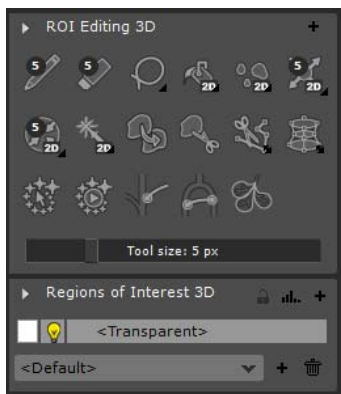 ROI Editing 3D
5 5 2D 2D 5 2D
5 2D 2D
Tool size: 5 px
Regions of Interest 3D
<Transparent>
<Default>